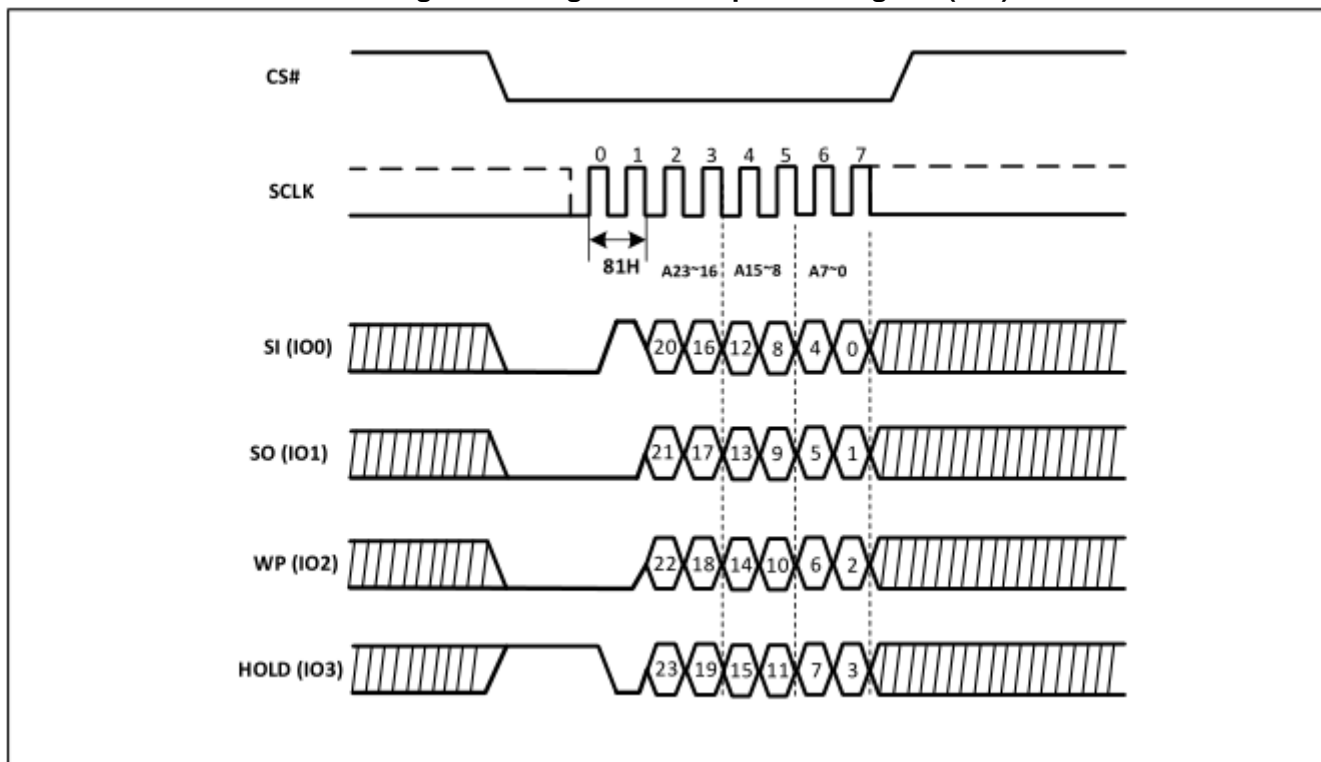 CS#
0 1 2 3 4 5 6 7
SCLK
81H A23~16 A15~8 A7~0
SI (IO0) 20 16 12 8 4 0
SO (IO1) 21 17 13 9 5 1
WP (IO2) 22 18 14 10 6 2
HOLD (IO3) 23 19 15 11 7 3